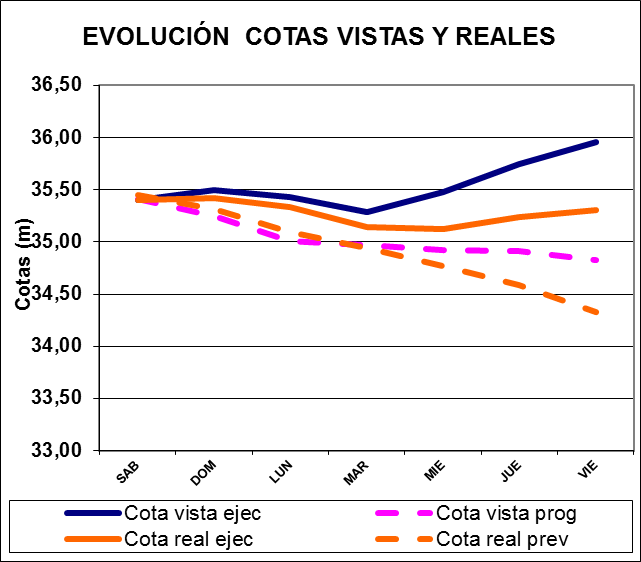 EVOLUCIÓN  COTAS VISTAS Y REALES
Cotas (m)
36,50
36,00
35,50
35,00
34,50
34,00
33,50
33,00
SAB DOM LUN MAR MIE JUE VIE
Cota vista ejec Cota vista prog
Cota real ejec Cota real prev